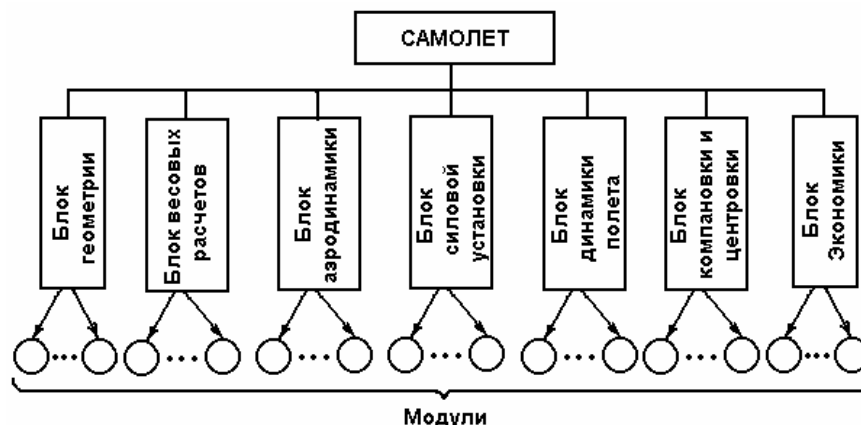 САМОЛЕТ
Блок
геометрии
Блок весовых
расчетов
Блок
аэродинамики
Блок
силовой
установки
Блок
динамики
полета
Блок
компановки и
центровки
Блок
Экономики
Модули